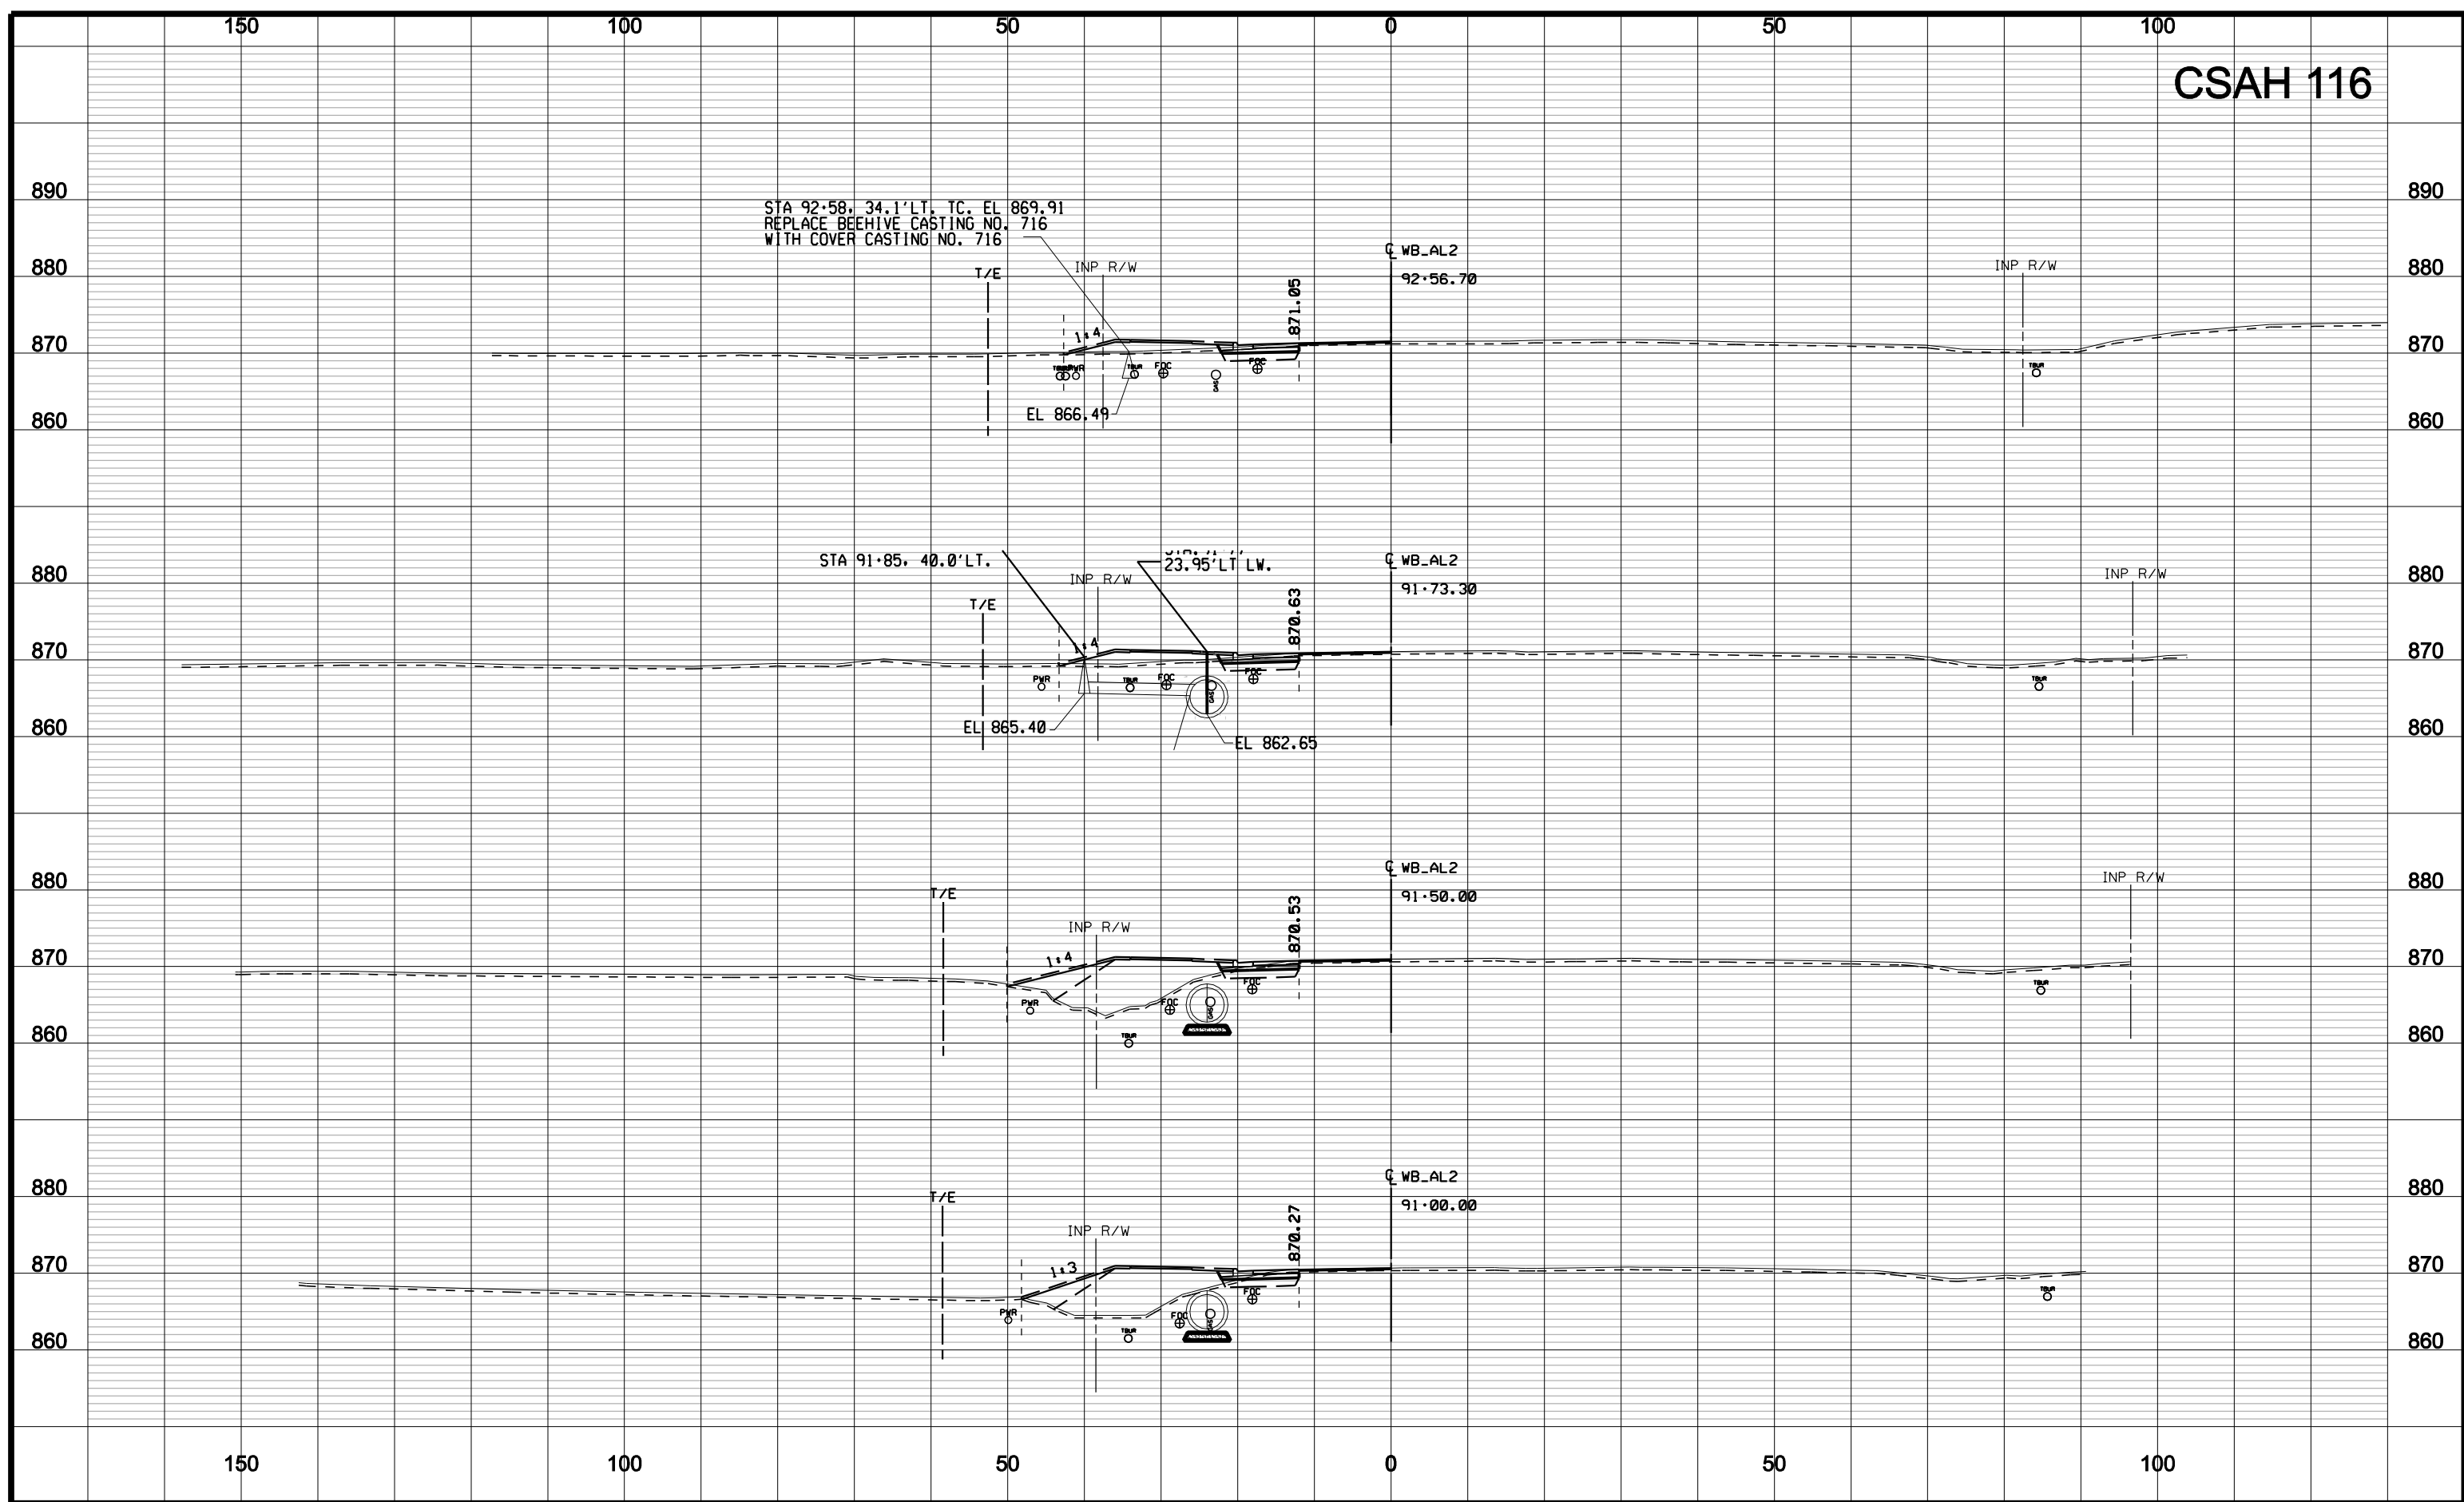 150 100 50 0 50 100
CSAH 116
890 890
STA 92+58, 34.1'LT. TC. EL 869.91
REPLACE BEEHIVE CASTING NO. 716
WITH COVER CASTING NO. 716
℄ WB_AL2
92+56.70
880 880
T/E
INP R/W
INP R/W
871.05
1:4
870 870
PWR
TBUR
FOC
FOC
TBUR
EL 866.49
860 860
STA 91+85, 40.0'LT.
23.95'LT LW.
℄ WB_AL2
91+73.30
880 880
T/E
INP R/W
INP R/W
870.63
1:4
870 870
PWR
TBUR
FOC
GAS
FOC
TBUR
EL 865.40
EL 862.65
860 860
℄ WB_AL2
91+50.00
880 880
T/E
INP R/W
INP R/W
870.53
1:4
870 870
PWR
TBUR
FOC
GAS
FOC
TBUR
860 860
℄ WB_AL2
91+00.00
880 880
T/E
INP R/W
870.27
1:3
870 870
PWR
TBUR
FOC
GAS
FOC
TBUR
860 860
150 100 50 0 50 100